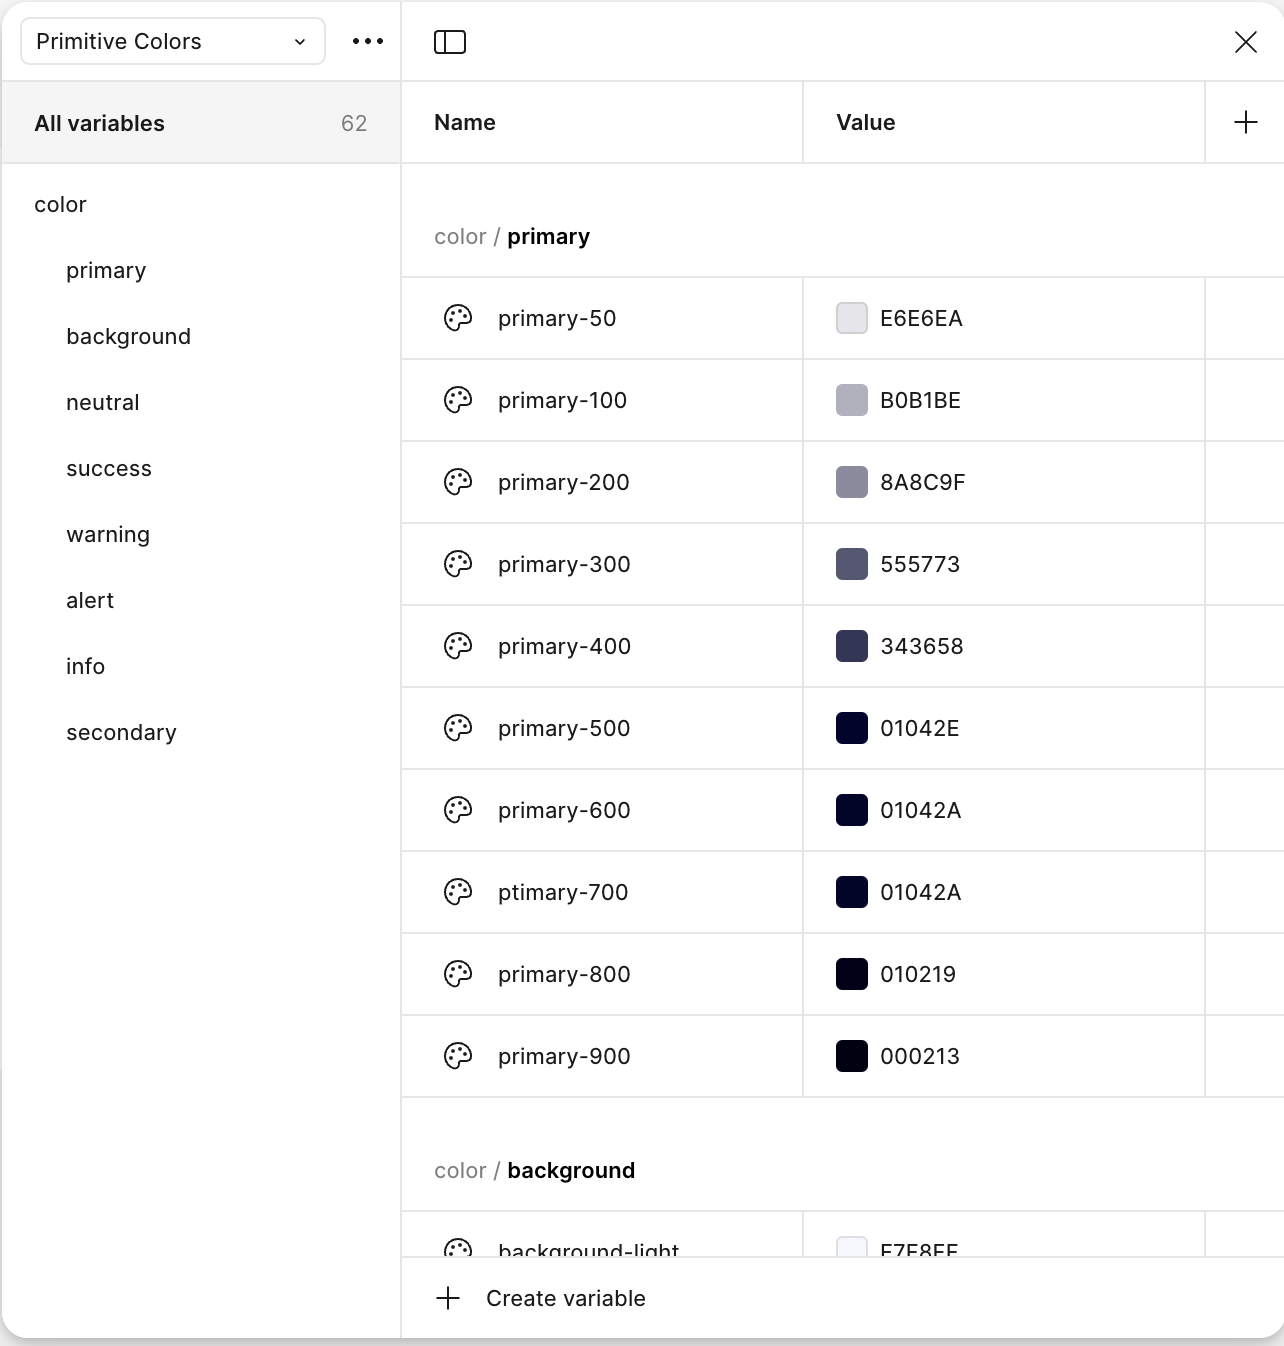 Primitive Colors
All variables 62
color
primary
background
neutral
success
warning
alert
info
secondary
Name Value
color / primary
primary-50 E6E6EA
primary-100 B0B1BE
primary-200 8A8C9F
primary-300 555773
primary-400 343658
primary-500 01042E
primary-600 01042A
ptimary-700 01042A
primary-800 010219
primary-900 000213
color / background
background-light
Create variable